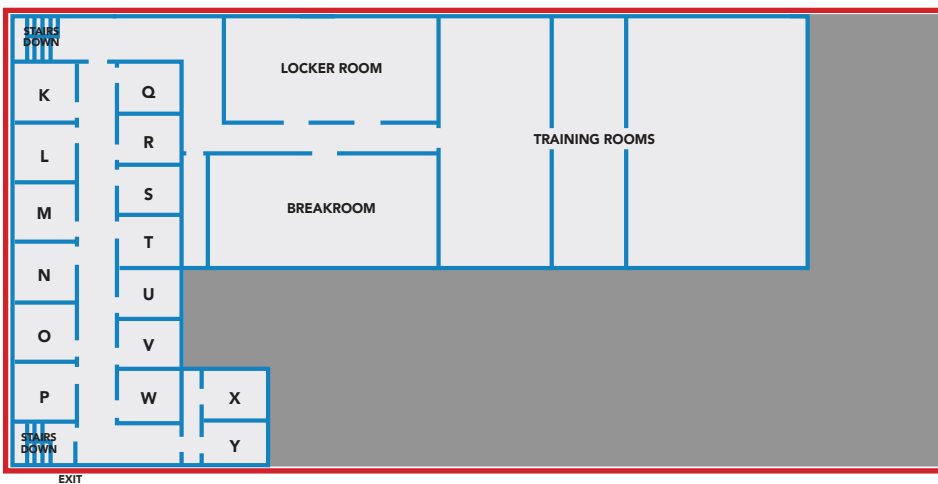 STAIRS
DOWN
LOCKER ROOM
K
Q
L
R
TRAINING ROOMS
M
S
BREAKROOM
N
T
U
O
V
P
W
X
STAIRS
DOWN
Y
EXIT